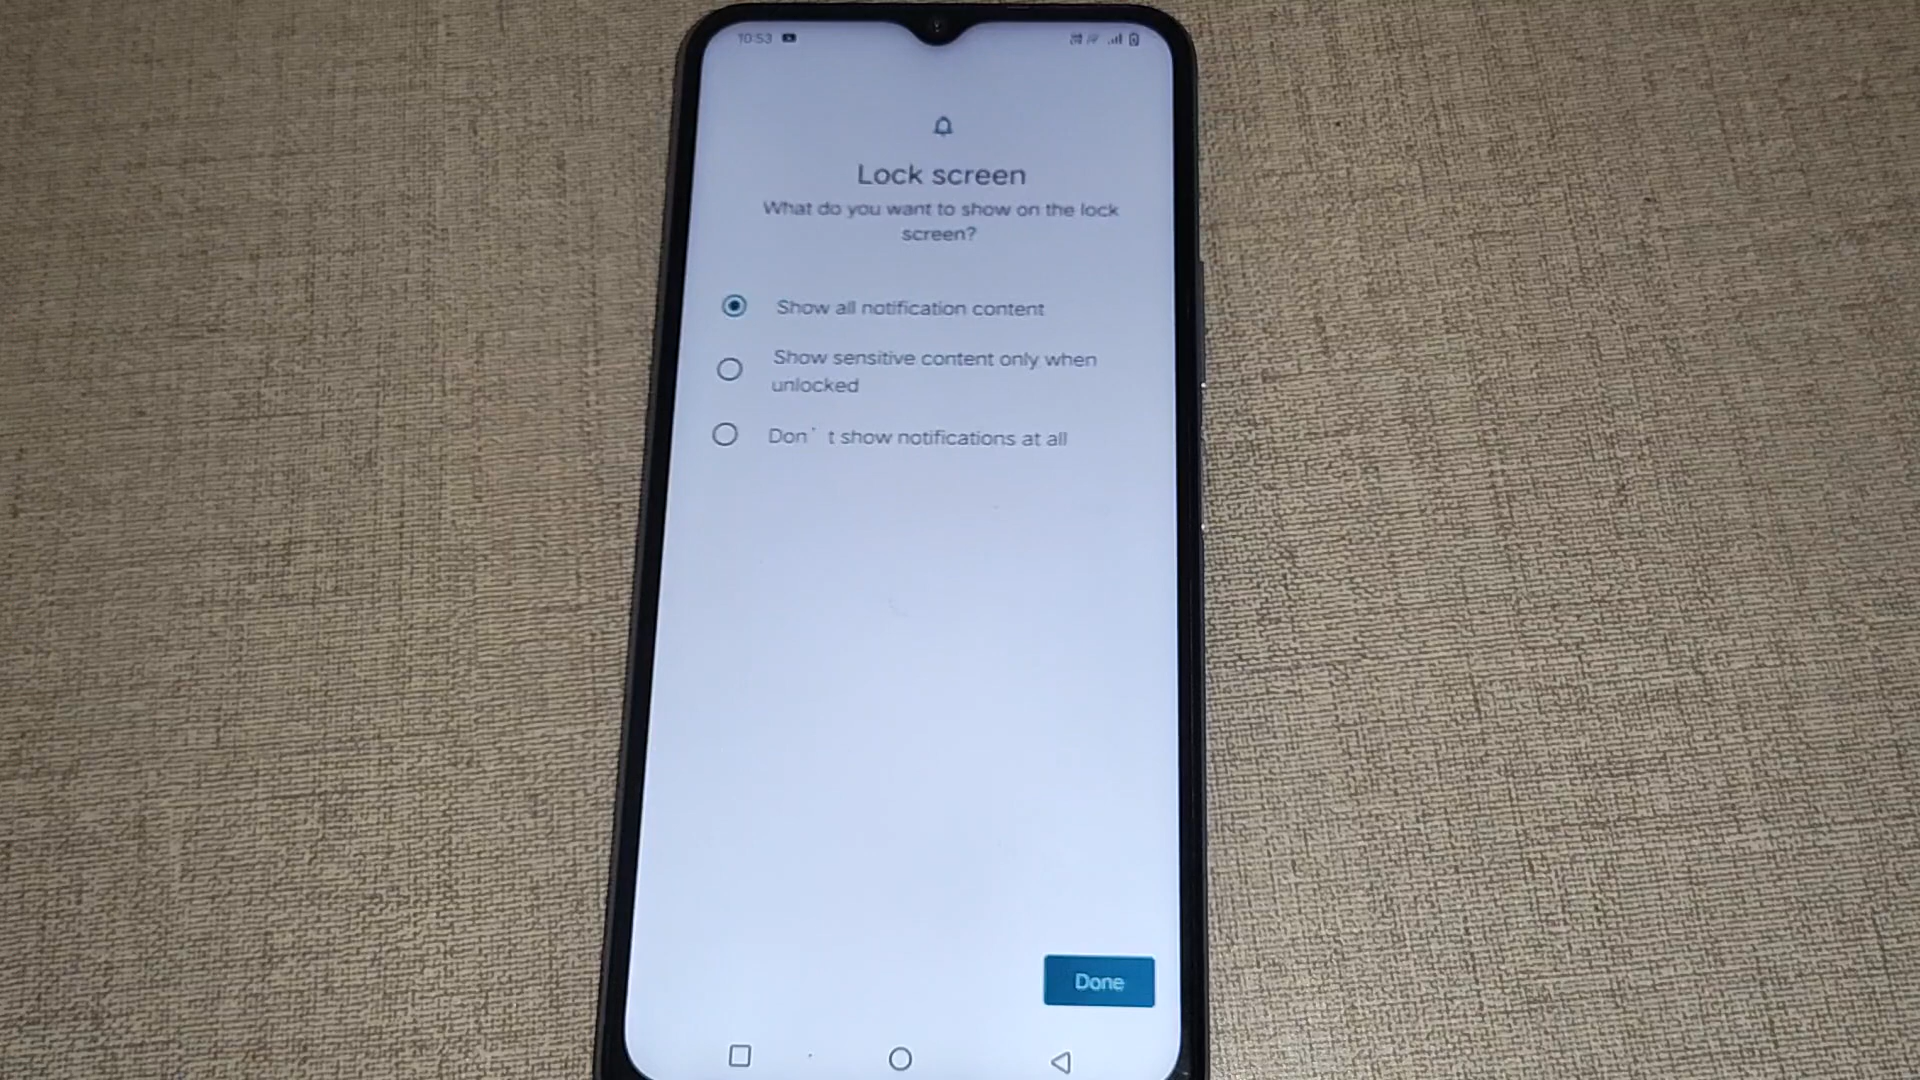 10:53
Lock screen
What do you want to show on the lock
screen?
Show all notification content
Show sensitive content only when
unlocked
Don't show notifications at all
Done